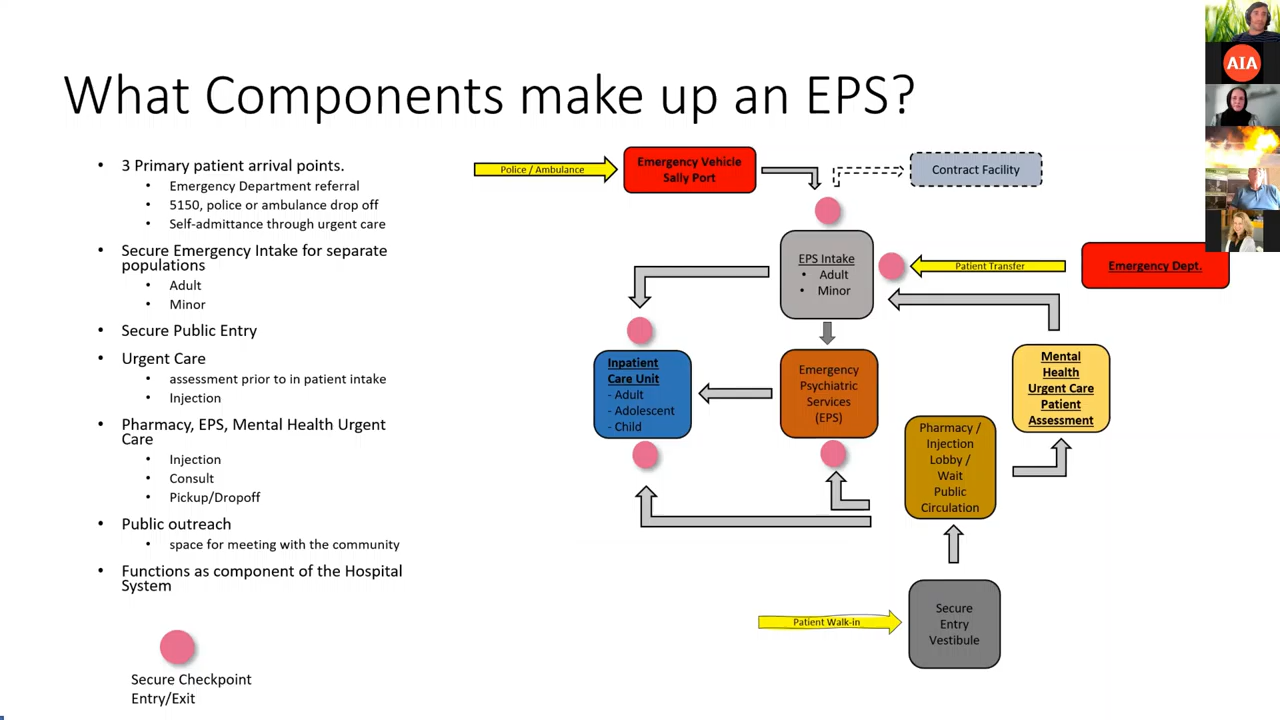 What Components make up an EPS?
• 3 Primary patient arrival points.
• Emergency Department referral
• 5150, police or ambulance drop off
• Self-admittance through urgent care
• Secure Emergency Intake for separate
populations
• Adult
• Minor
• Secure Public Entry
• Urgent Care
• assessment prior to in patient intake
• Injection
• Pharmacy, EPS, Mental Health Urgent
Care
• Injection
• Consult
• Pickup/Dropoff
• Public outreach
• space for meeting with the community
• Functions as component of the Hospital
System
Secure Checkpoint
Entry/Exit
Police / Ambulance
Emergency Vehicle
Sally Port
Contract Facility
EPS Intake
• Adult
• Minor
Patient Transfer
Emergency Dept.
Inpatient
Care Unit
- Adult
- Adolescent
- Child
Emergency
Psychiatric
Services
(EPS)
Mental
Health
Urgent Care
Patient
Assessment
Pharmacy /
Injection
Lobby /
Wait
Public
Circulation
Patient Walk-in
Secure
Entry
Vestibule
AIA